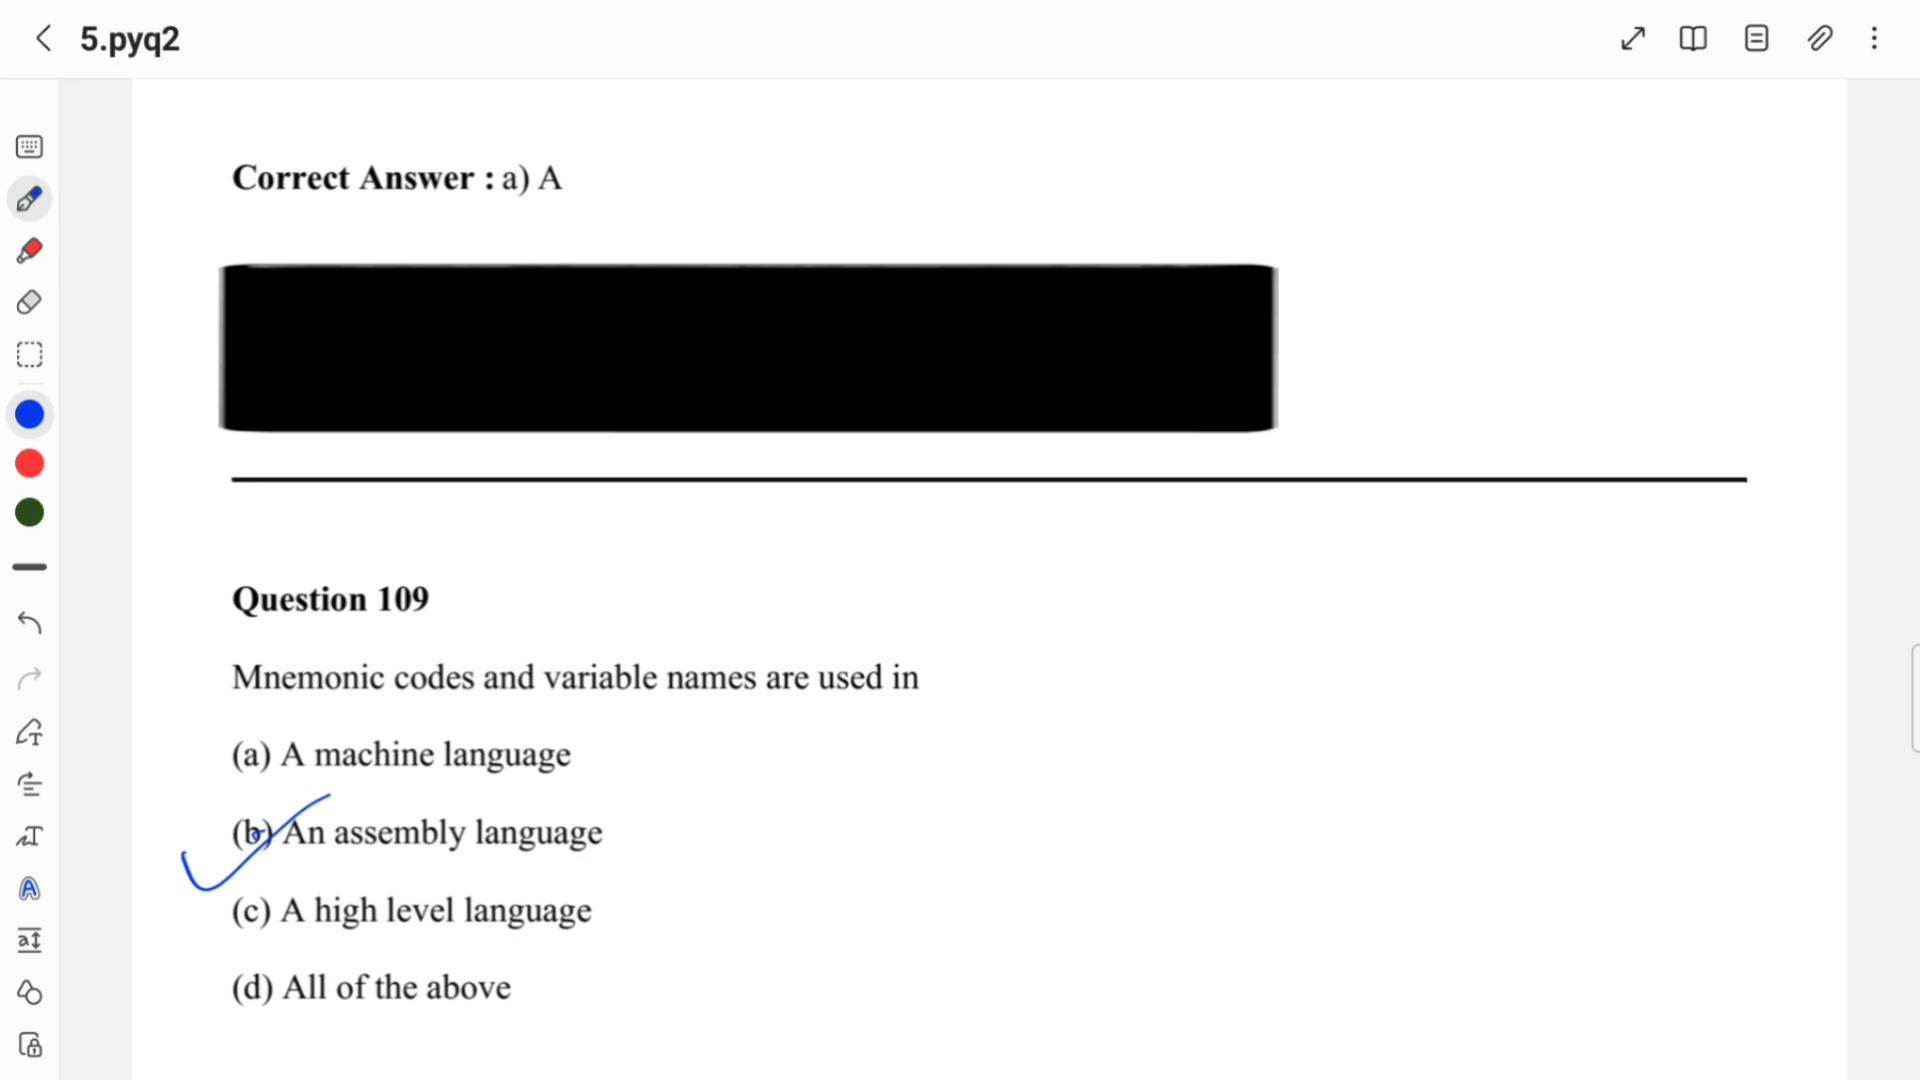 5.pyq2
Correct Answer : a) A
Question 109
Mnemonic codes and variable names are used in
(a) A machine language
(b) An assembly language
(c) A high level language
(d) All of the above